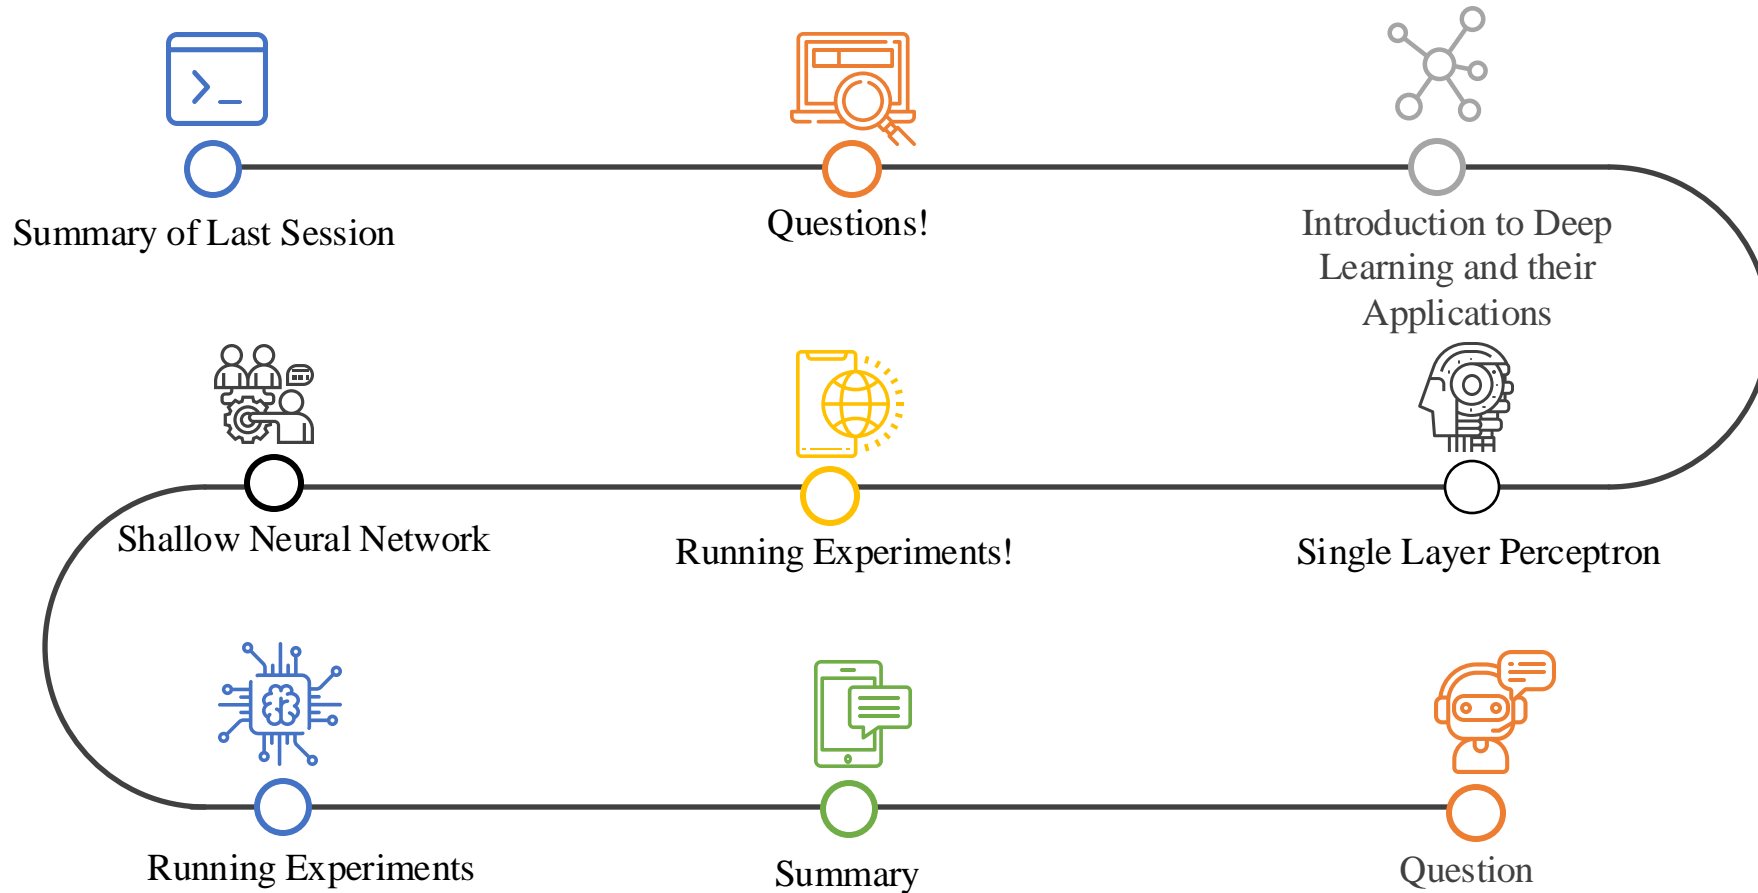 Summary of Last Session
Questions!
Introduction to Deep
Learning and their
Applications
Single Layer Perceptron
Running Experiments!
Shallow Neural Network
Running Experiments
Summary
Question